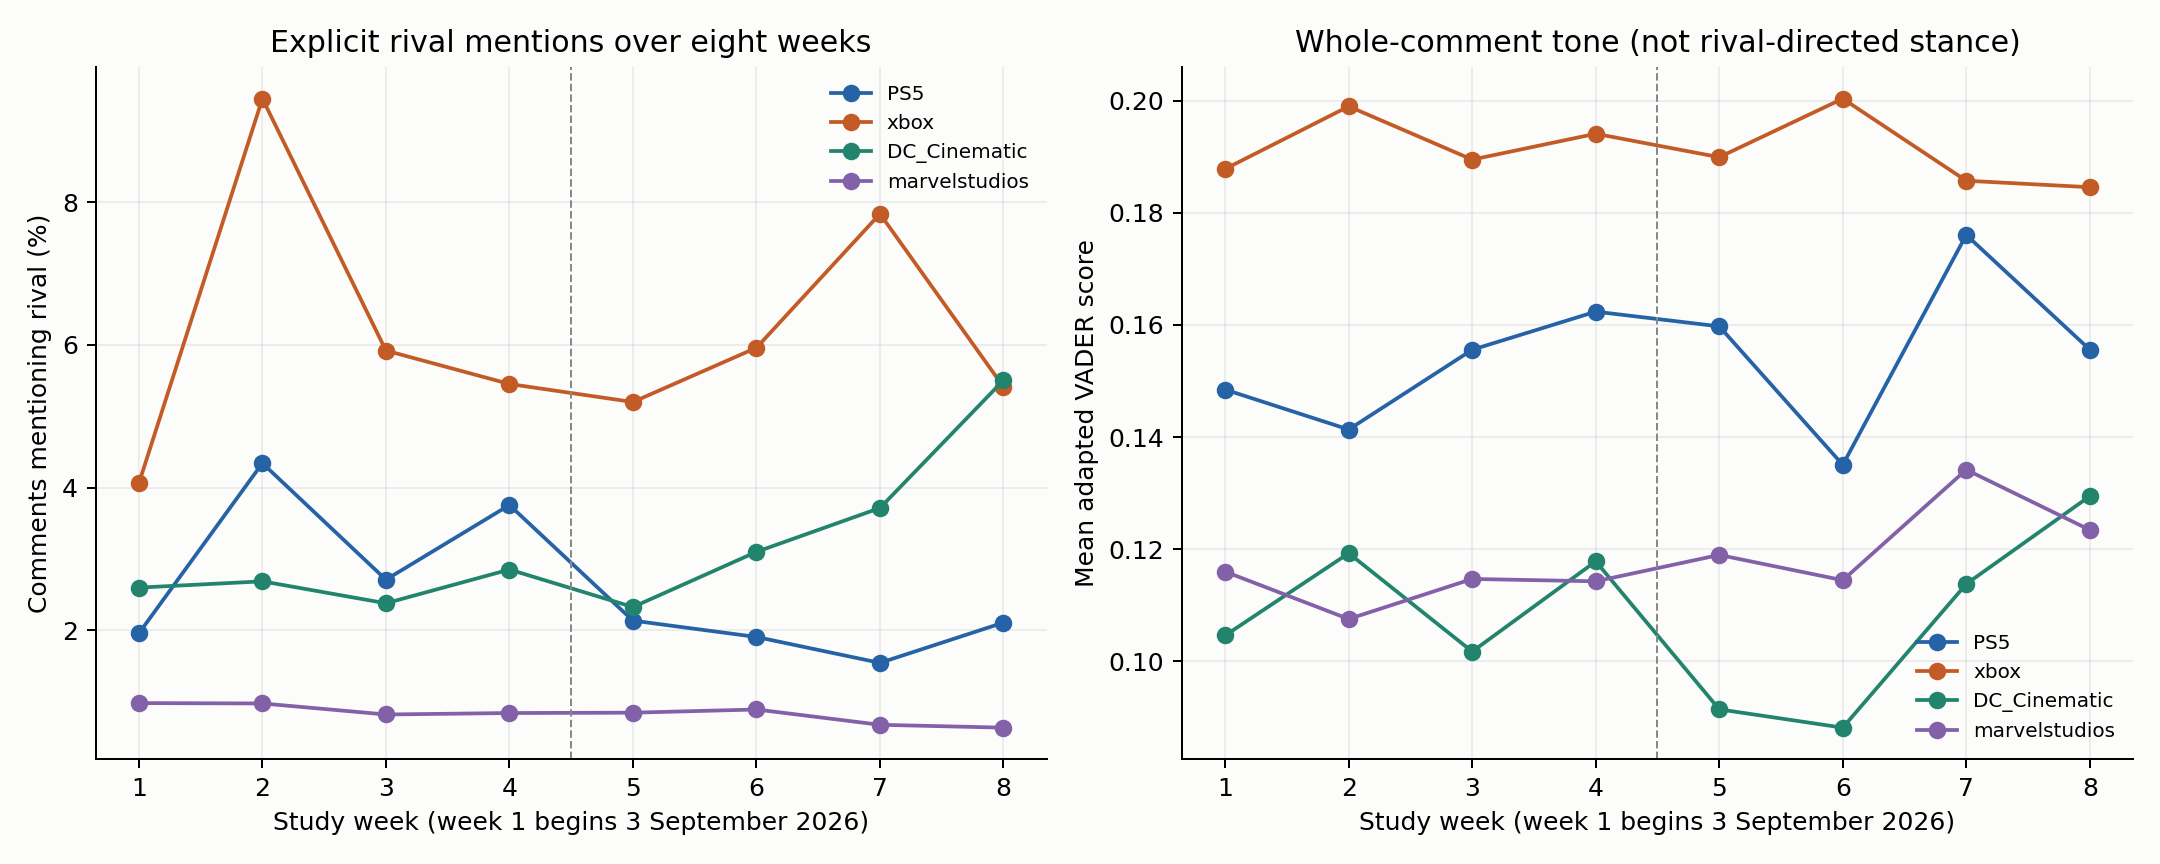 Explicit rival mentions over eight weeks
Comments mentioning rival (%)
8
6
4
2
PS5
xbox
DC_Cinematic
marvelstudios
1 2 3 4 5 6 7 8
Study week (week 1 begins 3 September 2026)
Whole-comment tone (not rival-directed stance)
Mean adapted VADER score
0.20
0.18
0.16
0.14
0.12
0.10
PS5
xbox
DC_Cinematic
marvelstudios
1 2 3 4 5 6 7 8
Study week (week 1 begins 3 September 2026)